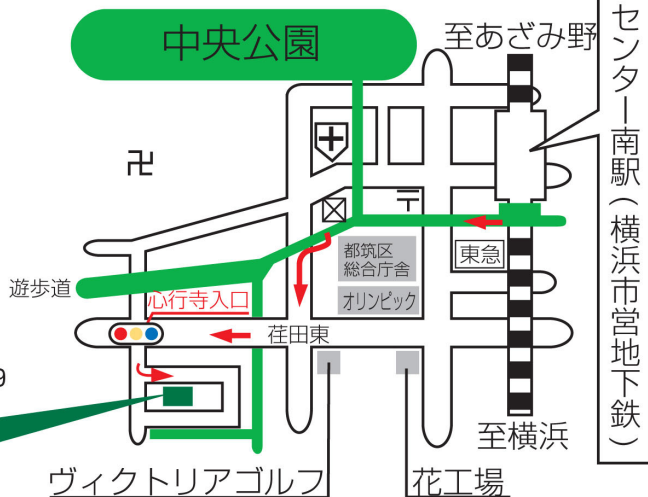 中央公園
至あざみ野
センター南駅(横浜市営地下鉄)
都筑区
総合庁舎
東急
オリンピック
遊歩道
心行寺入口
荏田東
9
至横浜
ヴィクトリアゴルフ
花工場